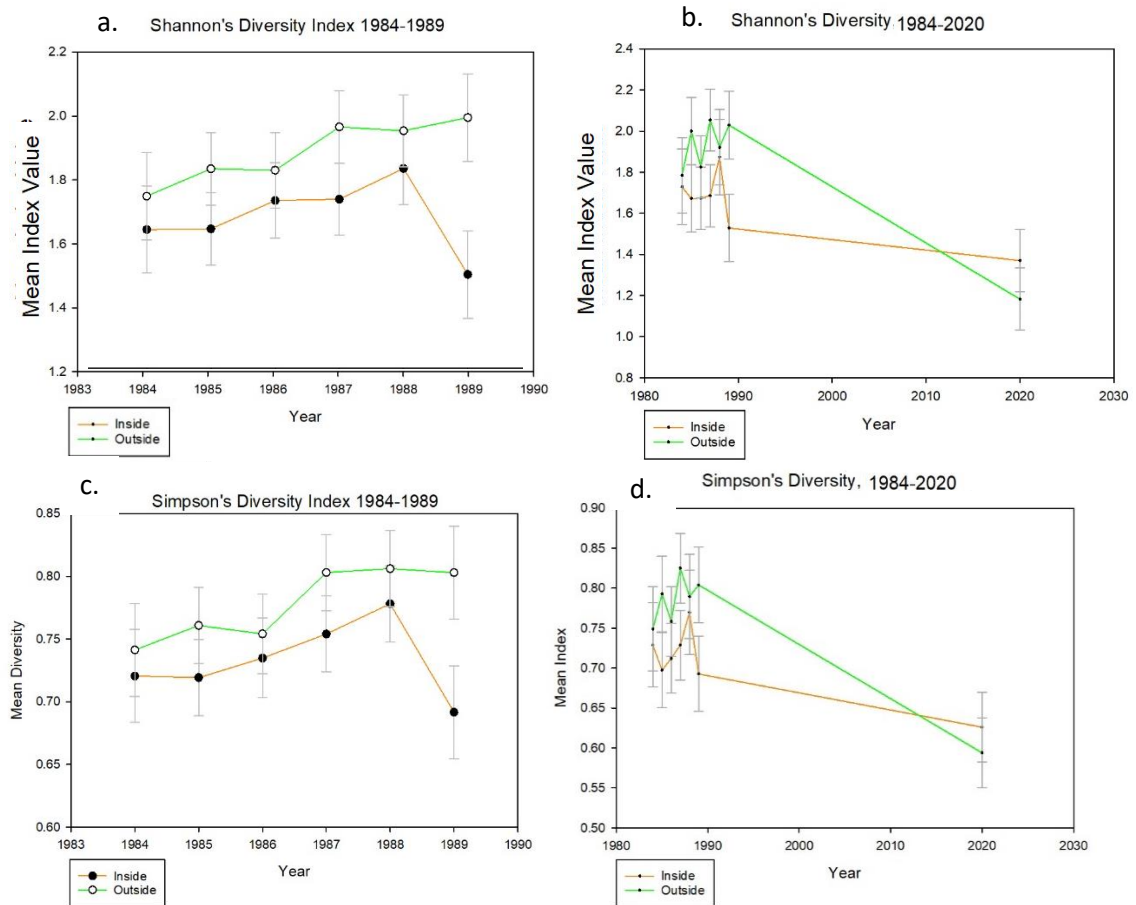 a.
Shannon's Diversity Index 1984-1989
Mean Index Value
2.2
2.0
1.8
1.6
1.4
1.2
1983 1984 1985 1986 1987 1988 1989 1990
Year
Inside
Outside
b.
Shannon's Diversity, 1984-2020
Mean Index Value
2.4
2.2
2.0
1.8
1.6
1.4
1.2
1.0
0.8
1980 1990 2000 2010 2020 2030
Year
Inside
Outside
c.
Simpson's Diversity Index 1984-1989
Mean Diversity
0.85
0.80
0.75
0.70
0.65
0.60
1983 1984 1985 1986 1987 1988 1989 1990
Year
Inside
Outside
d.
Simpson's Diversity, 1984-2020
Mean Index
0.90
0.85
0.80
0.75
0.70
0.65
0.60
0.55
0.50
1980 1990 2000 2010 2020 2030
Year
Inside
Outside